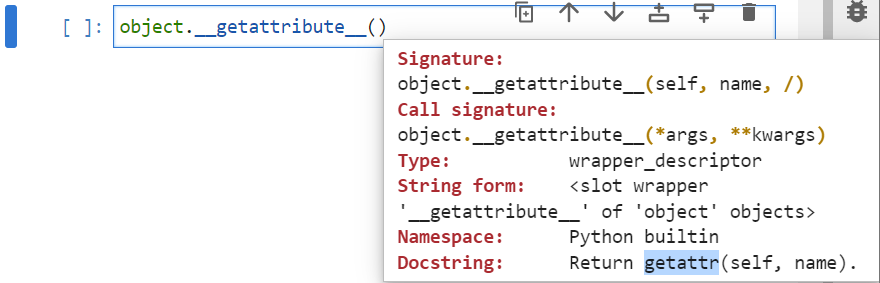 [ ]: object.__getattribute__()
Signature:
object.__getattribute__(self, name, /)
Call signature:
object.__getattribute__(*args, **kwargs)
Type: wrapper_descriptor
String form: <slot wrapper
'__getattribute__' of 'object' objects>
Namespace: Python builtin
Docstring: Return getattr(self, name).